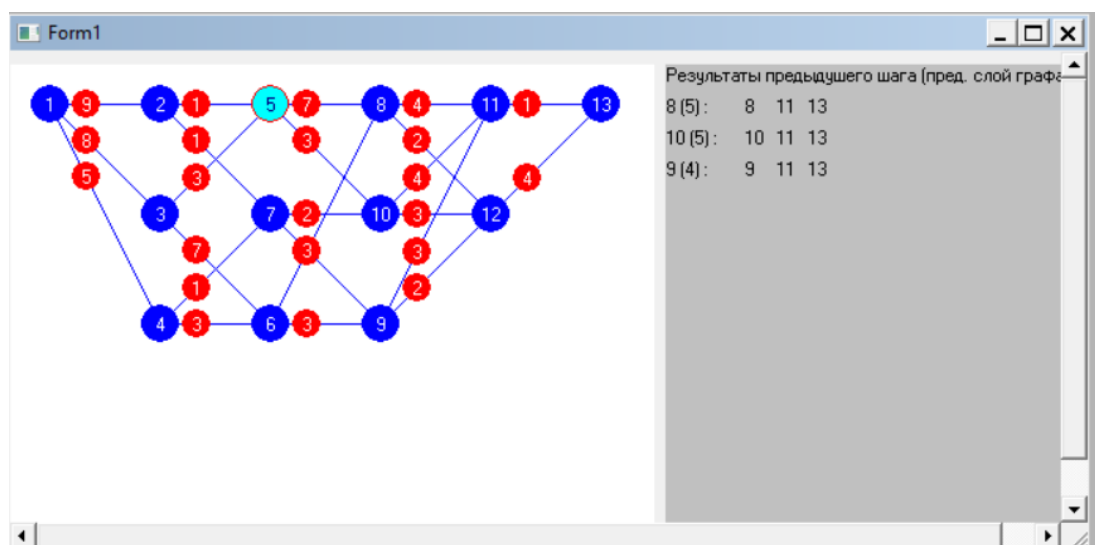 Form1
Результаты предыдушего шага (пред. слой графа
1 9 2 1 5 7 8 4 11 1 13
8 1 3 2
5 3 4 4
3 7 2 10 3 12
7 3 3
1 2
4 3 6 3 9
8 (5) : 8 11 13
10 (5) : 10 11 13
9 (4) : 9 11 13